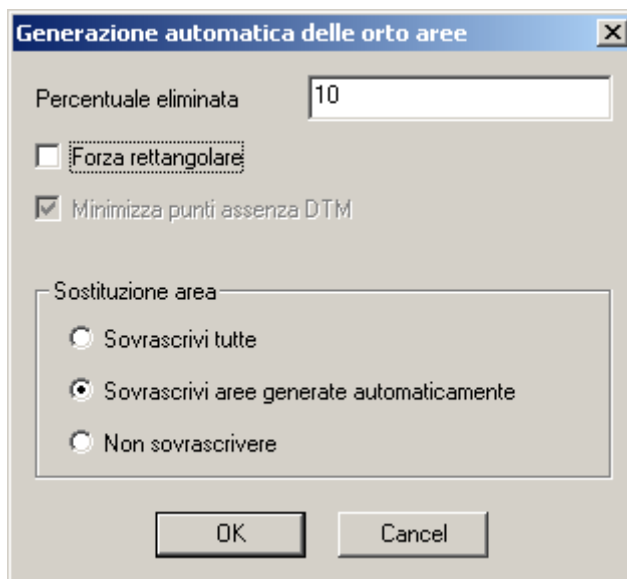 Generazione automatica delle orto aree
Percentuale eliminata 10
Forza rettangolare
Minimizza punti assenza DTM
Sostituzione area
Sovrascrivi tutte
Sovrascrivi aree generate automaticamente
Non sovrascrivere
OK Cancel